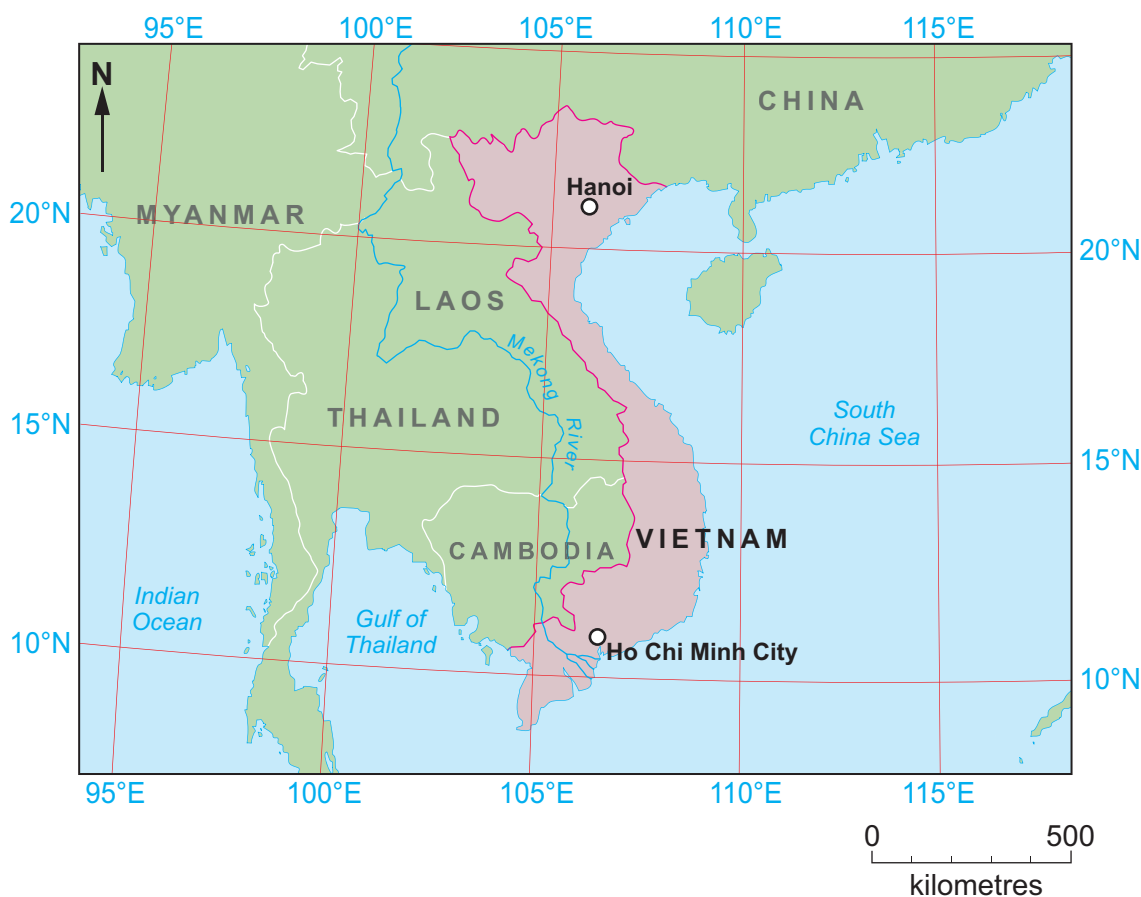 95°E
100°E
105°E
110°E
115°E
N
CHINA
Hanoi
20°N
MYANMAR
20°N
LAOS
Mekong
River
THAILAND
South
China Sea
15°N
15°N
VIETNAM
CAMBODIA
Indian
Ocean
Gulf of
Thailand
10°N
Ho Chi Minh City
10°N
95°E
100°E
105°E
110°E
115°E
0
500
kilometres